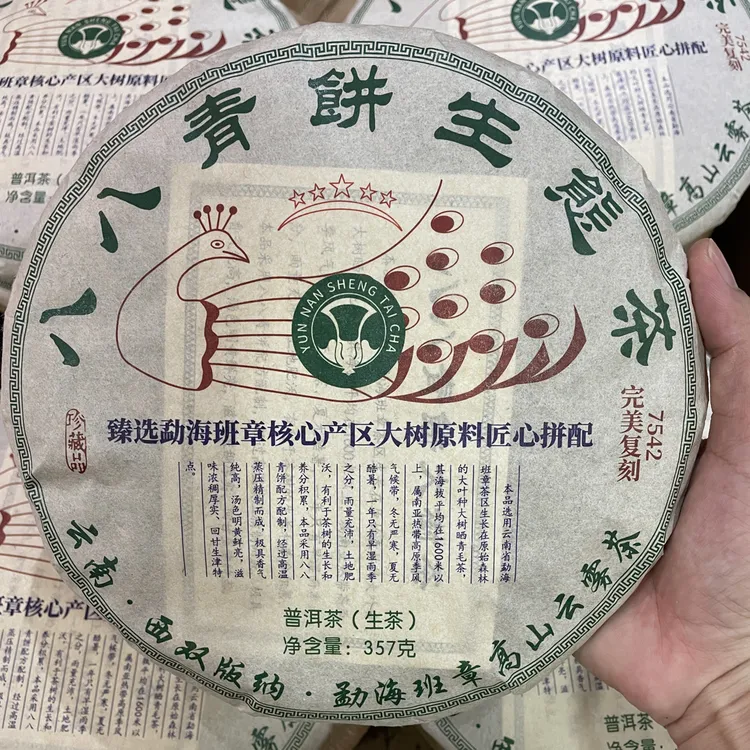 八八青餅生態茶
YUN NAN SHENG TAI CHA
臻选勐海班章核心产区大树原料匠心拼配
7542
完美复刻
珍藏品
本品选用云南省勐海
班章茶区生长在原始森林
的大叶种大树晒青毛茶，
其海拔平均在1600米以
上，属南亚热带高原季风
气候带，冬无严寒，夏无
酷暑，一年只有旱湿雨季
之分，雨量充沛，土地肥
沃，有利于茶树的生长和
养分积累，本品采用八八
青饼配方配制，经过高温
蒸压精制而成，极具香气
纯高，汤色明黄鲜亮，滋
味浓稠厚实、回甘生津特
点。
普洱茶（生茶）
净含量：357克
云南·西双版纳·勐海班章高山云雾茶